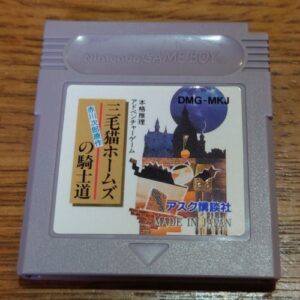 Nintendo GAME BOY
DMG-MKJ
本格推理
アドベンチャーゲーム
赤川次郎原作
三毛猫ホームズ
の騎士道
アスク講談社
MADE IN JAPAN